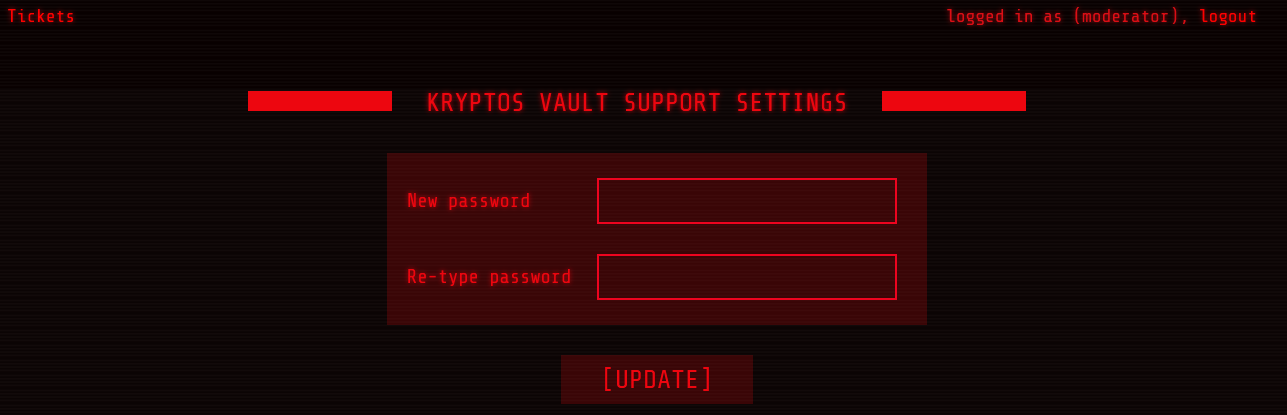 Tickets
logged in as (moderator), logout
KRYPTOS VAULT SUPPORT SETTINGS
New password
Re-type password
[UPDATE]